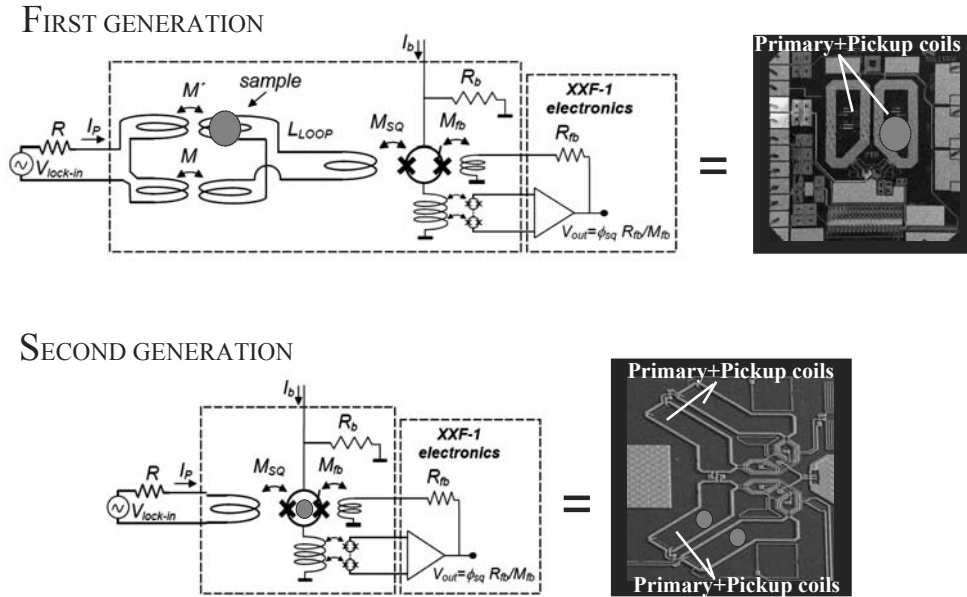 FIRST GENERATION
I_b
sample
M´
R_b
XXF-1
electronics
Primary+Pickup coils
R
I_P
L_LOOP
M_SQ
M_fb
R_fb
M
V_lock-in
=
V_out=ϕ_sq R_fb/M_fb
SECOND GENERATION
Primary+Pickup coils
I_b
R_b
XXF-1
electronics
R
I_P
M_SQ
M_fb
R_fb
V_lock-in
=
V_out=ϕ_sq R_fb/M_fb
Primary+Pickup coils